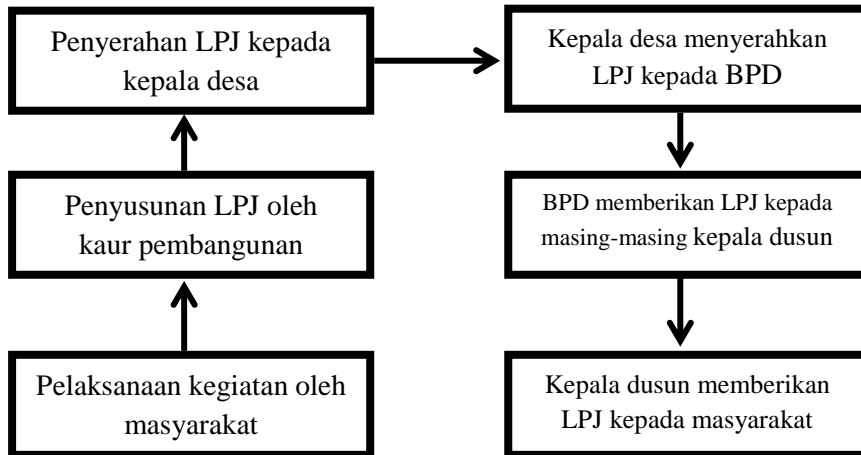 Penyerahan LPJ kepada
kepala desa
Kepala desa menyerahkan
LPJ kepada BPD
Penyusunan LPJ oleh
kaur pembangunan
BPD memberikan LPJ kepada
masing-masing kepala dusun
Pelaksanaan kegiatan oleh
masyarakat
Kepala dusun memberikan
LPJ kepada masyarakat